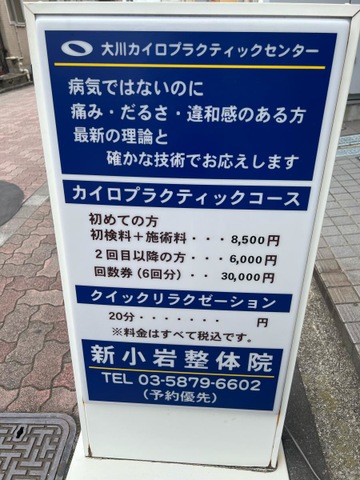 大川カイロプラクティックセンター
病気ではないのに
痛み・だるさ・違和感のある方
最新の理論と
確かな技術でお応えします
カイロプラクティックコース
初めての方
初検料＋施術料・・・8,500円
２回目以降の方・・・6,000円
回数券（6回分）・・30,000円
クイックリラクゼーション
20分・・・・・・・　　円
※料金はすべて税込です。
新小岩整体院
TEL 03-5879-6602
（予約優先）